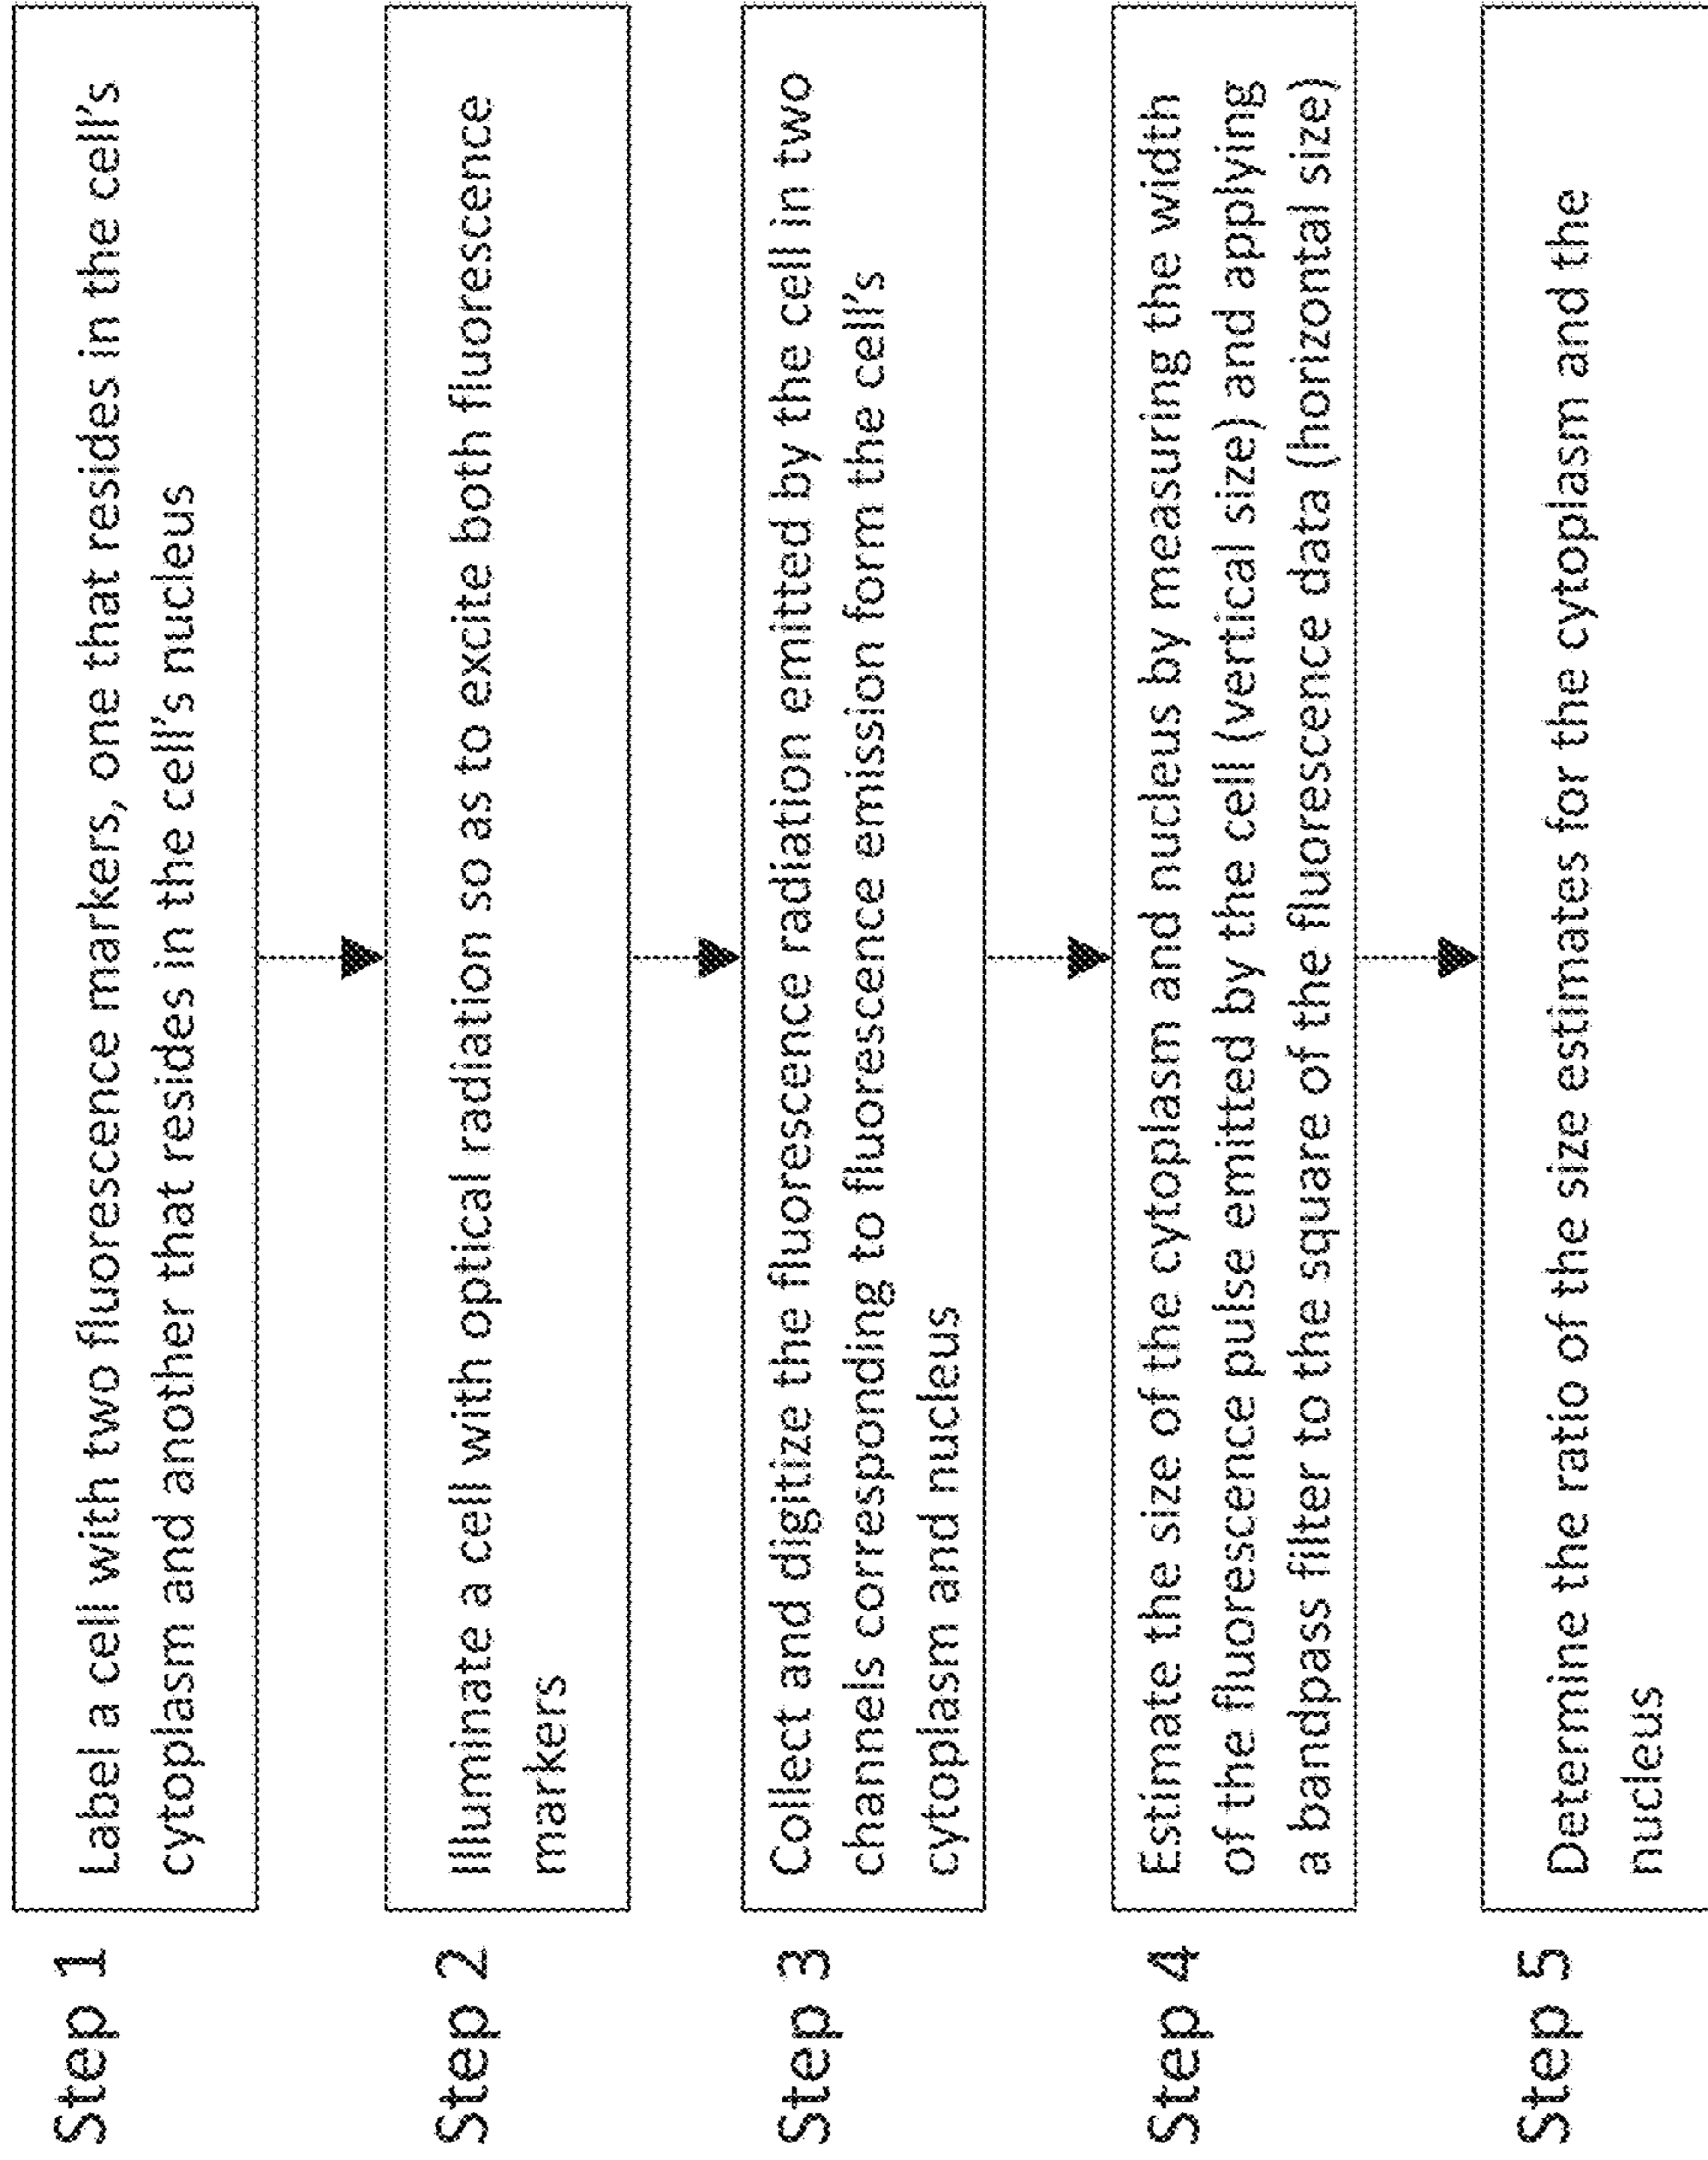 Step 1
Label a cell with two fluorescence markers, one that resides in the cell's
cytoplasm and another that resides in the cell's nucleus
Step 2
Illuminate a cell with optical radiation so as to excite both fluorescence
markers
Step 3
Collect and digitize the fluorescence radiation emitted by the cell in two
channels corresponding to fluorescence emission form the cell's
cytoplasm and nucleus
Step 4
Estimate the size of the cytoplasm and nucleus by measuring the width
of the fluorescence pulse emitted by the cell (vertical size) and applying
a bandpass filter to the square of the fluorescence data (horizontal size)
Step 5
Determine the ratio of the size estimates for the cytoplasm and the
nucleus